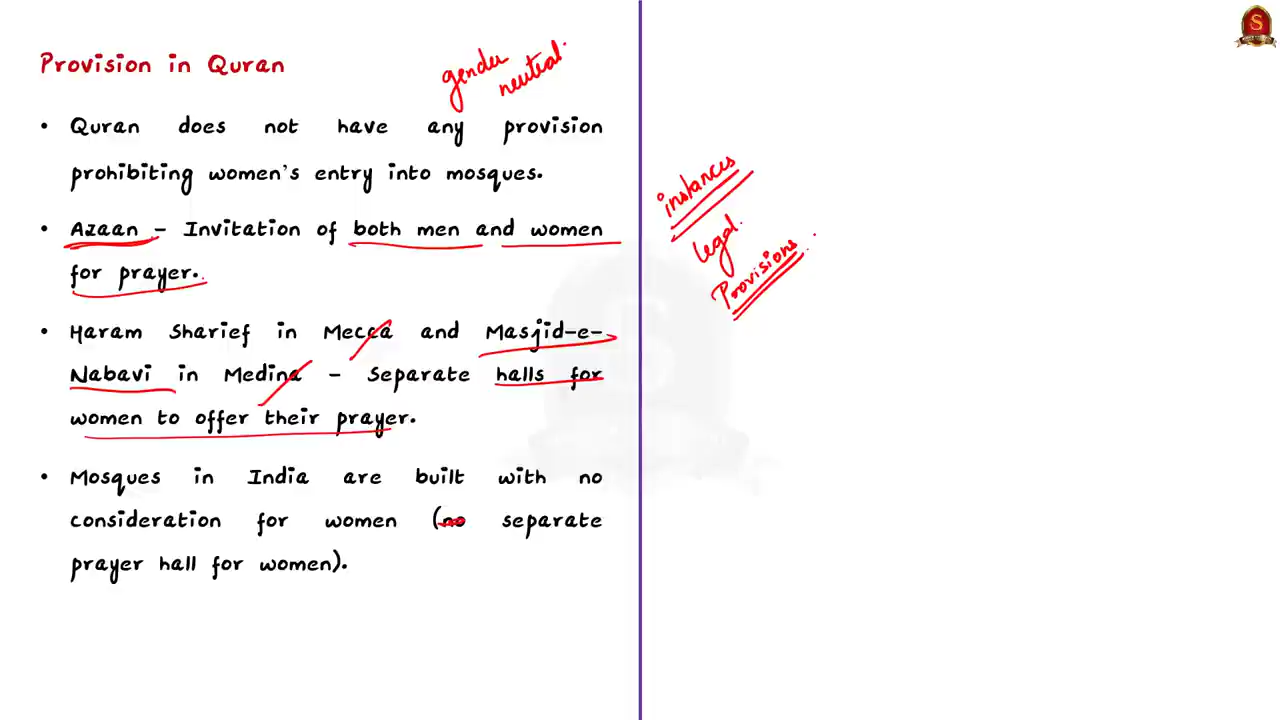 Provision in Quran
gender
neutral
• Quran does not have any provision
prohibiting women's entry into mosques.
• Azaan - Invitation of both men and women
for prayer.
• Haram Sharief in Mecca and Masjid-e-
Nabavi in Medina - Separate halls for
women to offer their prayer.
• Mosques in India are built with no
consideration for women (no separate
prayer hall for women).
instances
legal
Provisions
S